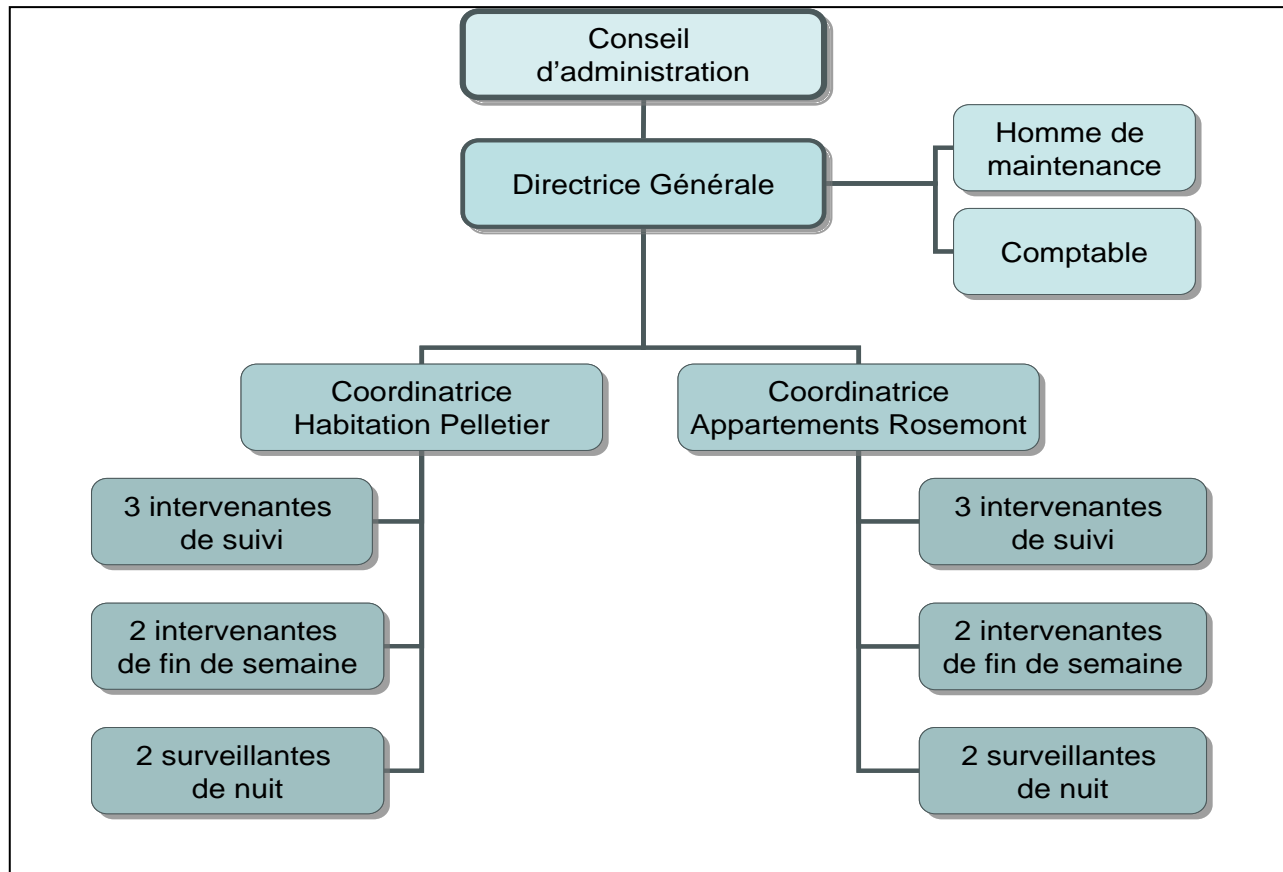 Conseil
d’administration
Homme de
maintenance
Directrice Générale
Comptable
Coordinatrice
Habitation Pelletier
Coordinatrice
Appartements Rosemont
3 intervenantes
de suivi
2 intervenantes
de fin de semaine
2 surveillantes
de nuit
3 intervenantes
de suivi
2 intervenantes
de fin de semaine
2 surveillantes
de nuit